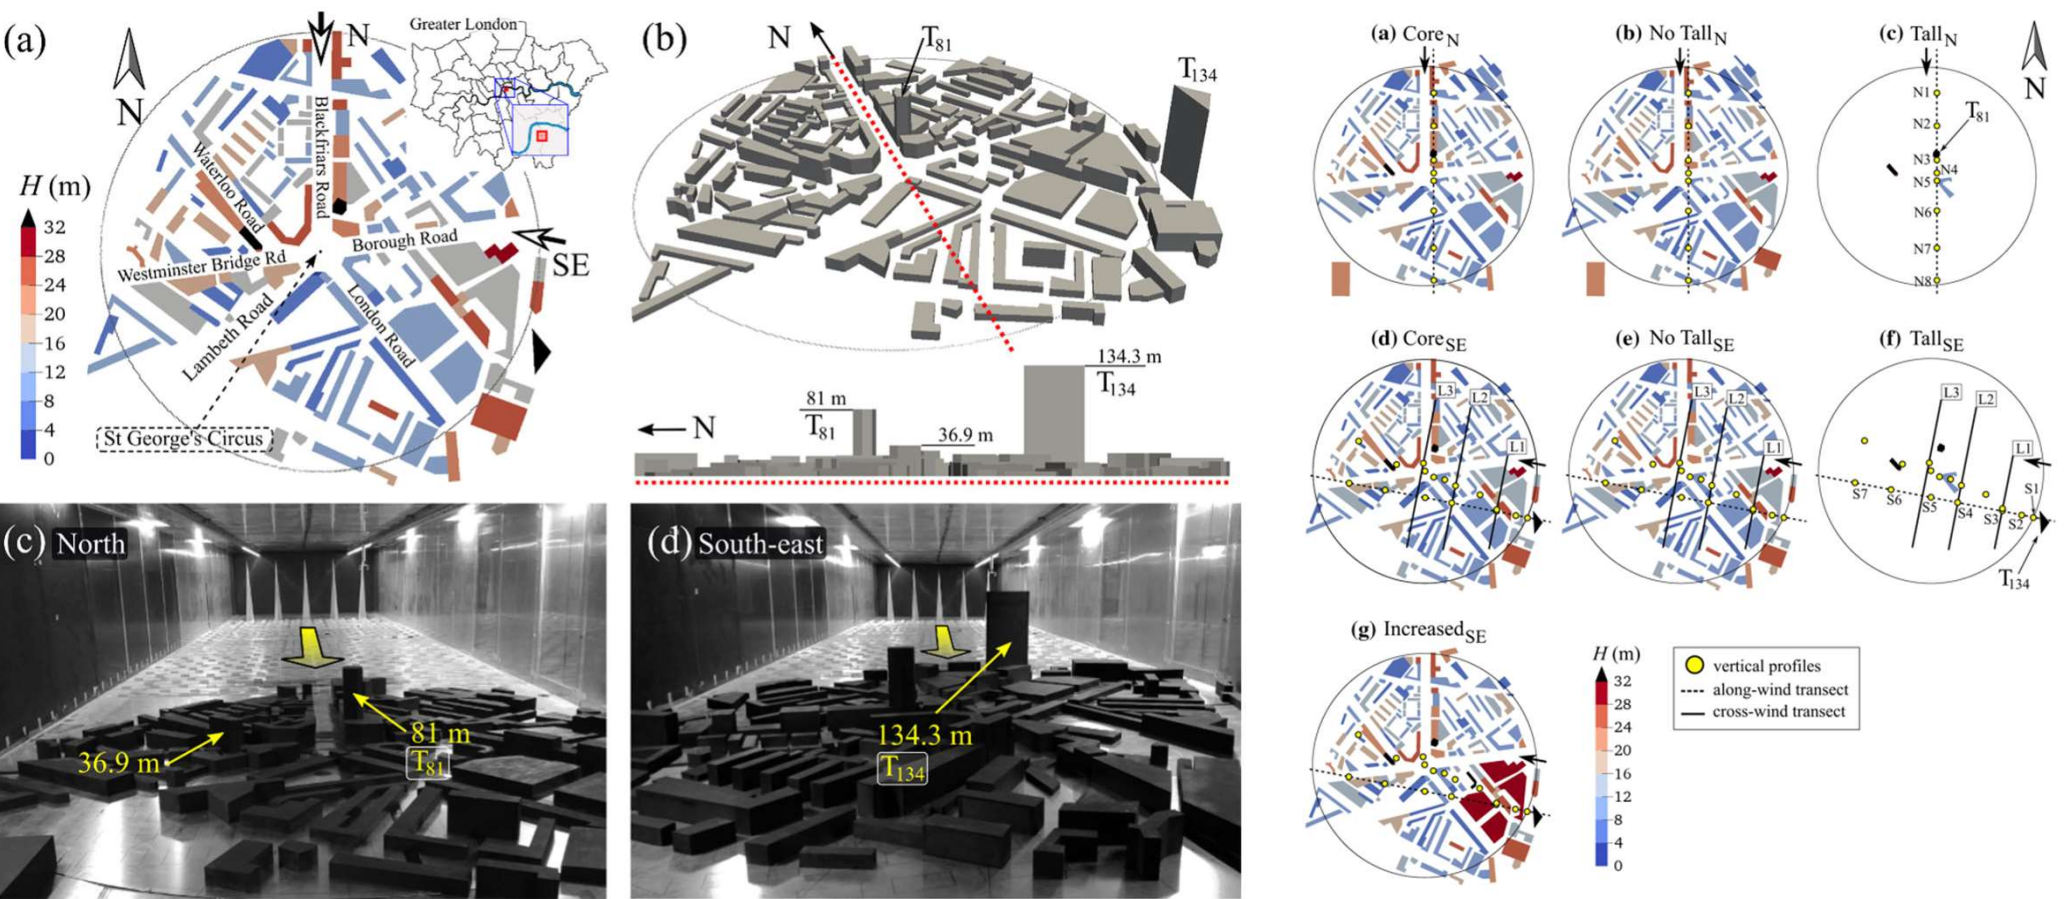 (a)
N
N
Greater London
H (m)
32
28
24
20
16
12
8
4
0
Blackfriars Road
Waterloo Road
Borough Road
SE
Westminster Bridge Rd
Lambeth Road
London Road
St George's Circus
(b)
N
T81
T134
134.3 m
T134
81 m
T81
36.9 m
N
(c) North
36.9 m
81 m
T81
(d) South-east
134.3 m
T134
(a) CoreN
(b) No TallN
(c) TallN
N
N1
N2
T81
N3
N4
N5
N6
N7
N8
(d) CoreSE
L3
L2
L1
(e) No TallSE
L3
L2
L1
(f) TallSE
L3
L2
L1
S1
S7
S6
S5
S4
S3
S2
T134
(g) IncreasedSE
H (m)
32
28
24
20
16
12
8
4
0
vertical profiles
along-wind transect
cross-wind transect